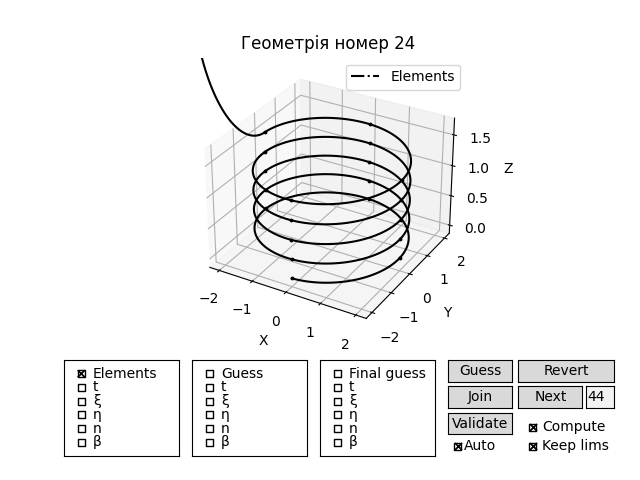 Геометрія номер 24
Elements
1.5
1.0
Z
0.5
0.0
2
1
0
−1
−2
Y
−2
−1
0
1
2
X
Elements
t
ξ
η
n
β
Guess
t
ξ
η
n
β
Final guess
t
ξ
η
n
β
Guess
Revert
Join
Next
44
Validate
Compute
Auto
Keep lims